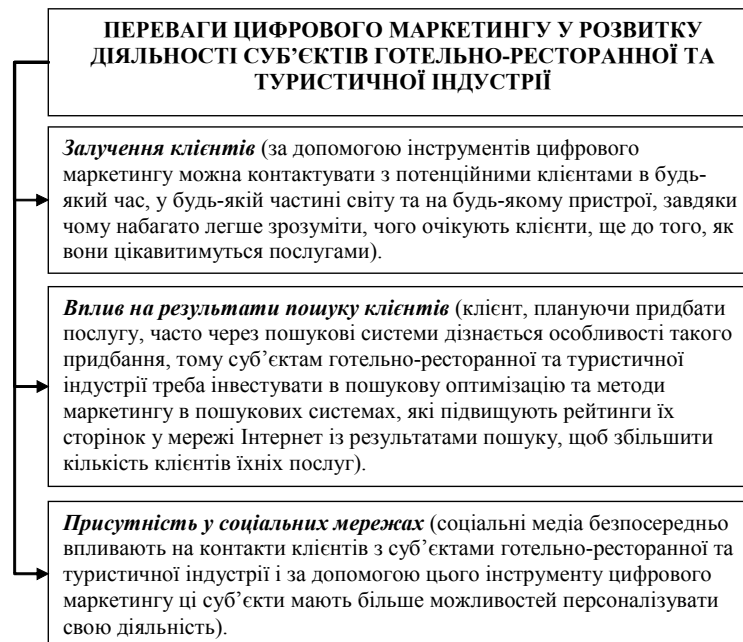 ПЕРЕВАГИ ЦИФРОВОГО МАРКЕТИНГУ У РОЗВИТКУ
ДІЯЛЬНОСТІ СУБ’ЄКТІВ ГОТЕЛЬНО-РЕСТОРАННОЇ ТА
ТУРИСТИЧНОЇ ІНДУСТРІЇ
Залучення клієнтів (за допомогою інструментів цифрового
маркетингу можна контактувати з потенційними клієнтами в будь-
який час, у будь-якій частині світу та на будь-якому пристрої, завдяки
чому набагато легше зрозуміти, чого очікують клієнти, ще до того, як
вони цікавитимуться послугами).
Вплив на результати пошуку клієнтів (клієнт, плануючи придбати
послугу, часто через пошукові системи дізнається особливості такого
придбання, тому суб’єктам готельно-ресторанної та туристичної
індустрії треба інвестувати в пошукову оптимізацію та методи
маркетингу в пошукових системах, які підвищують рейтинги їх
сторінок у мережі Інтернет із результатами пошуку, щоб збільшити
кількість клієнтів їхніх послуг).
Присутність у соціальних мережах (соціальні медіа безпосередньо
впливають на контакти клієнтів з суб’єктами готельно-ресторанної та
туристичної індустрії і за допомогою цього інструменту цифрового
маркетингу ці суб’єкти мають більше можливостей персоналізувати
свою діяльність).